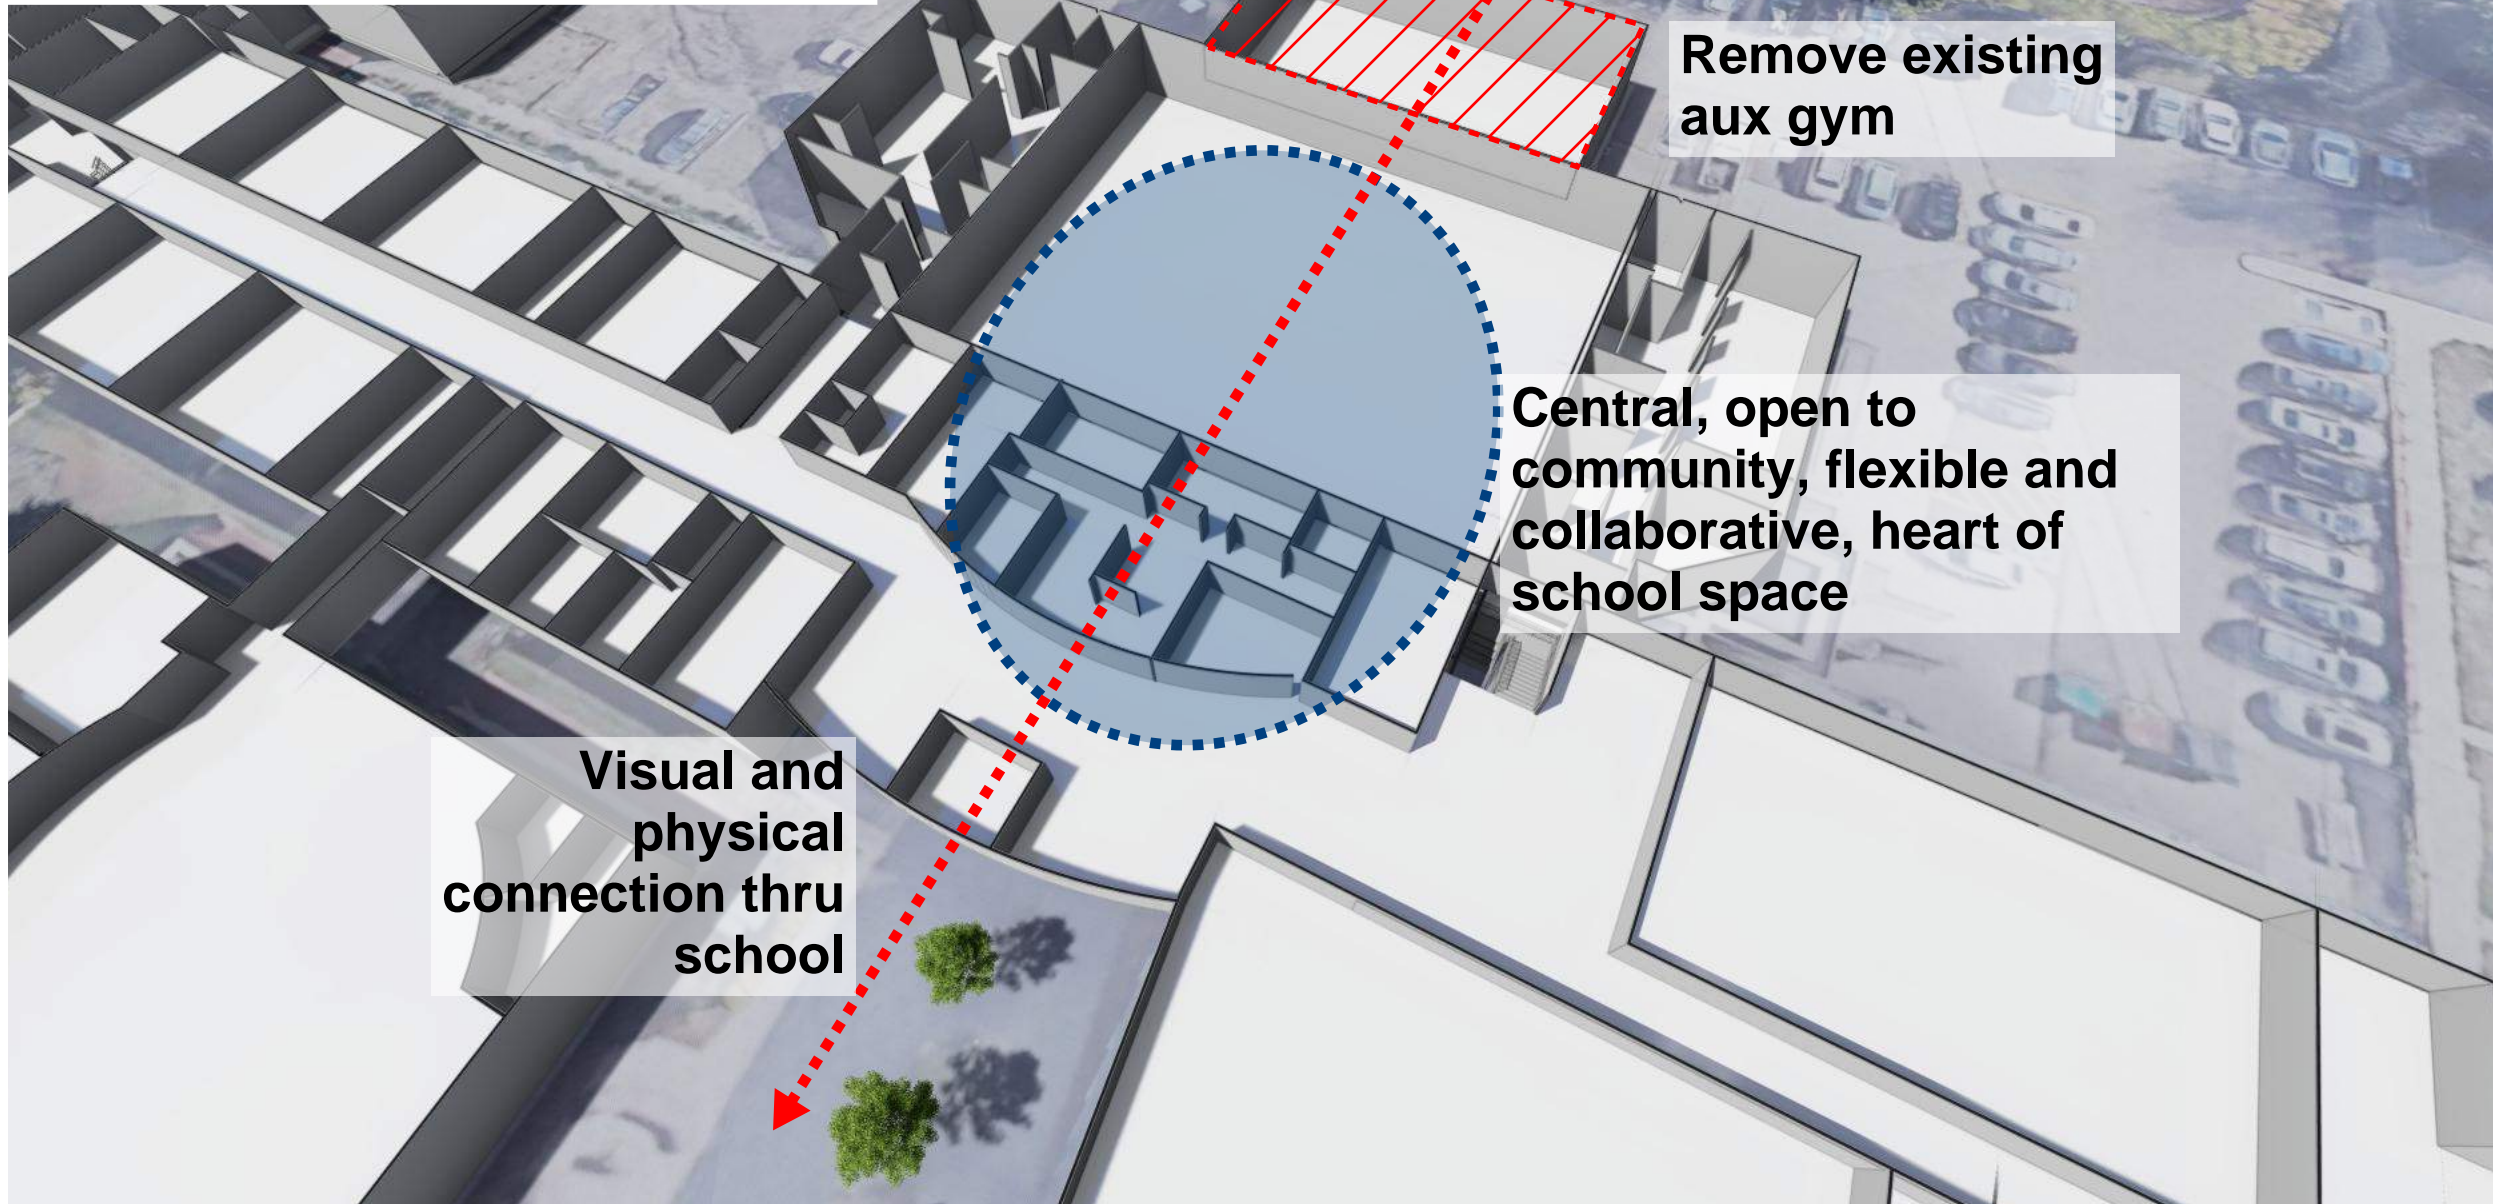 Remove existing
aux gym
Central, open to
community, flexible and
collaborative, heart of
school space
Visual and
physical
connection thru
school